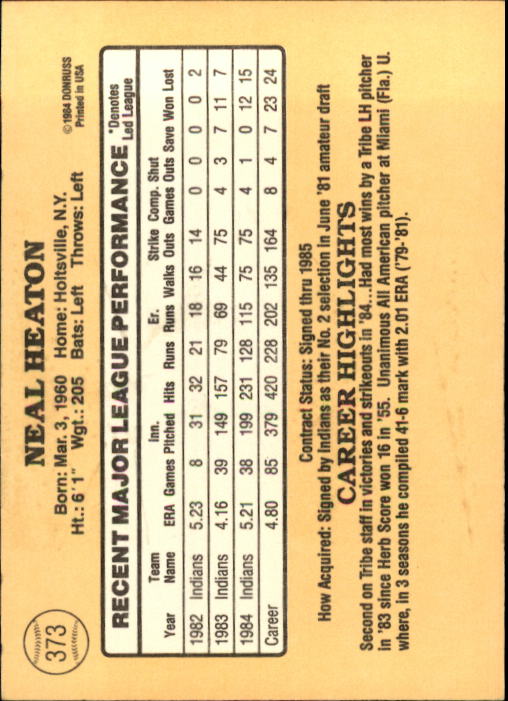 373
NEAL HEATON
©1984 DONRUSS
Printed in USA
Born: Mar. 3, 1960 Home: Holtsville, N.Y.
Ht.: 6'1" Wgt.: 205 Bats: Left Throws: Left
RECENT MAJOR LEAGUE PERFORMANCE *Denotes Led League
Team Inn. Er. Strike Comp. Shut
Year Name ERA Games Pitched Hits Runs Runs Walks Outs Games Outs Save Won Lost
1982 Indians 5.23 8 31 32 21 18 16 14 0 0 0 0 2
1983 Indians 4.16 39 149 157 79 69 44 75 4 3 7 11 7
1984 Indians 5.21 38 199 231 128 115 75 75 4 1 0 12 15
Career 4.80 85 379 420 228 202 135 164 8 4 7 23 24
Contract Status: Signed thru 1985
How Acquired: Signed by Indians as their No. 2 selection in June '81 amateur draft
CAREER HIGHLIGHTS
Second on Tribe staff in victories and strikeouts in '84...Had most wins by a Tribe LH pitcher
in '83 since Herb Score won 16 in '55. Unanimous All American pitcher at Miami (Fla.) U.
where, in 3 seasons he compiled 41-6 mark with 2.01 ERA ('79-'81).